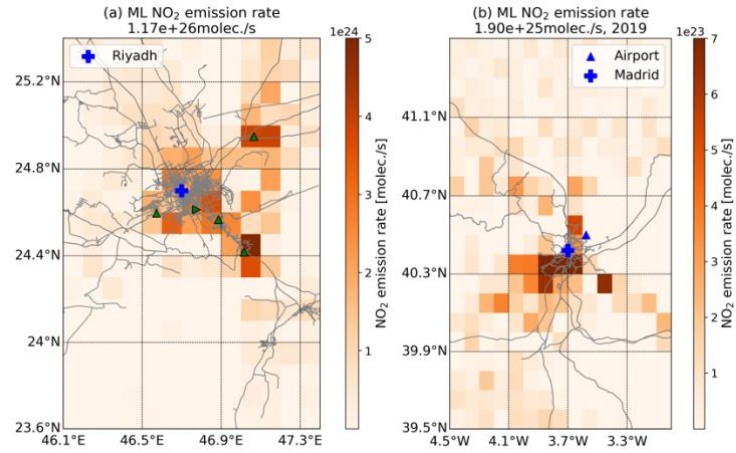 (a) ML NO₂ emission rate
1.17e+26molec./s
1e24
Riyadh
25.2°N
24.8°N
24.4°N
24°N
23.6°N
46.1°E 46.5°E 46.9°E 47.3°E
5
4
3
2
1
NO₂ emission rate [molec./s]
(b) ML NO₂ emission rate
1.90e+25molec./s, 2019
1e23
Airport
Madrid
41.1°N
40.7°N
40.3°N
39.9°N
39.5°N
4.5°W 4.1°W 3.7°W 3.3°W
7
6
5
4
3
2
1
NO₂ emission rate [molec./s]